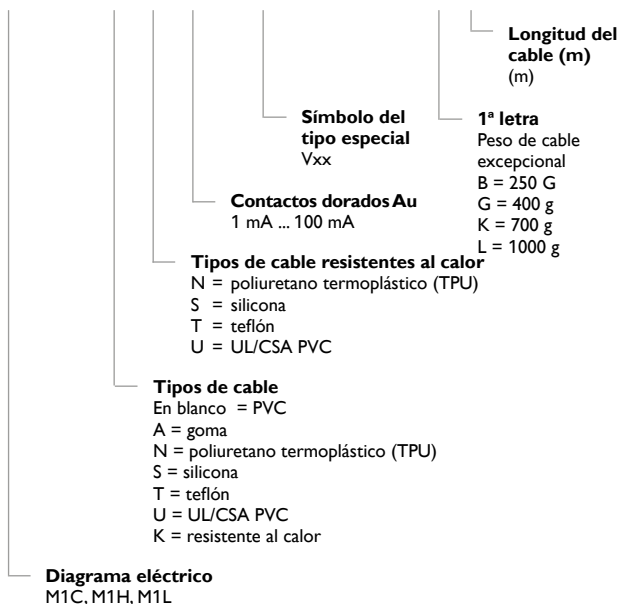 Longitud del
cable (m)
(m)
Símbolo del
tipo especial
Vxx
1ª letra
Peso de cable
excepcional
B = 250 G
G = 400 g
K = 700 g
L = 1000 g
Contactos dorados Au
1 mA ... 100 mA
Tipos de cable resistentes al calor
N = poliuretano termoplástico (TPU)
S = silicona
T = teflón
U = UL/CSA PVC
Tipos de cable
En blanco = PVC
A = goma
N = poliuretano termoplástico (TPU)
S = silicona
T = teflón
U = UL/CSA PVC
K = resistente al calor
Diagrama eléctrico
M1C, M1H, M1L